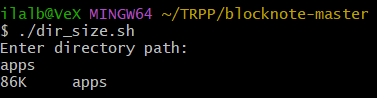 ilalb@VeX MINGW64 ~/TRPP/blocknote-master
$ ./dir_size.sh
Enter directory path:
apps
86K     apps